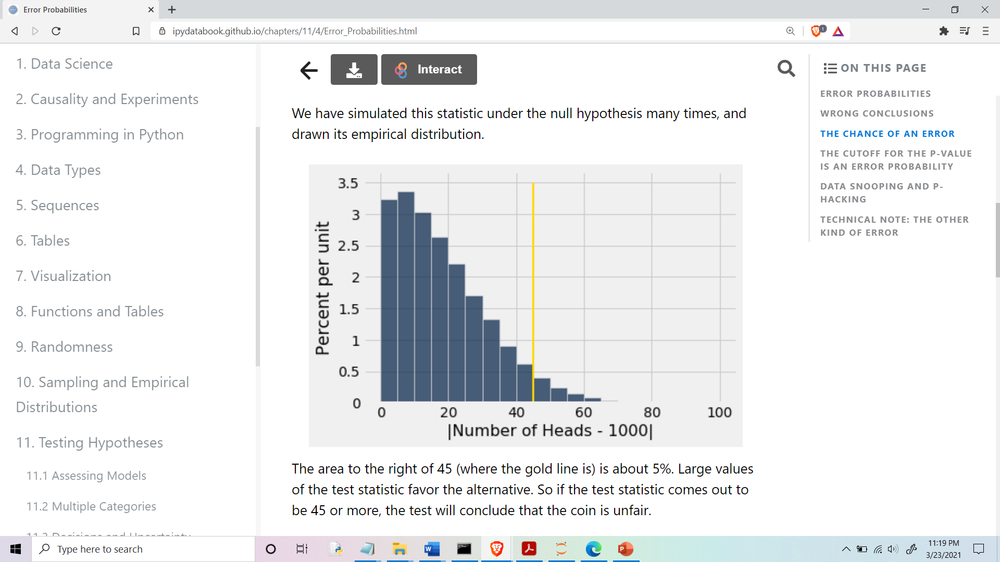 Error Probabilities
ipydatabook.github.io/chapters/11/4/Error_Probabilities.html
1
1. Data Science
2. Causality and Experiments
3. Programming in Python
4. Data Types
5. Sequences
6. Tables
7. Visualization
8. Functions and Tables
9. Randomness
10. Sampling and Empirical
Distributions
11. Testing Hypotheses
11.1 Assessing Models
11.2 Multiple Categories
11.3 Decisions and Uncertainty
Interact
We have simulated this statistic under the null hypothesis many times, and
drawn its empirical distribution.
Percent per unit
3.5
3
2.5
2
1.5
1
0.5
0
0 20 40 60 80 100
|Number of Heads - 1000|
The area to the right of 45 (where the gold line is) is about 5%. Large values
of the test statistic favor the alternative. So if the test statistic comes out to
be 45 or more, the test will conclude that the coin is unfair.
ON THIS PAGE
ERROR PROBABILITIES
WRONG CONCLUSIONS
THE CHANCE OF AN ERROR
THE CUTOFF FOR THE P-VALUE
IS AN ERROR PROBABILITY
DATA SNOOPING AND P-
HACKING
TECHNICAL NOTE: THE OTHER
KIND OF ERROR
Type here to search
11:19 PM
3/23/2021